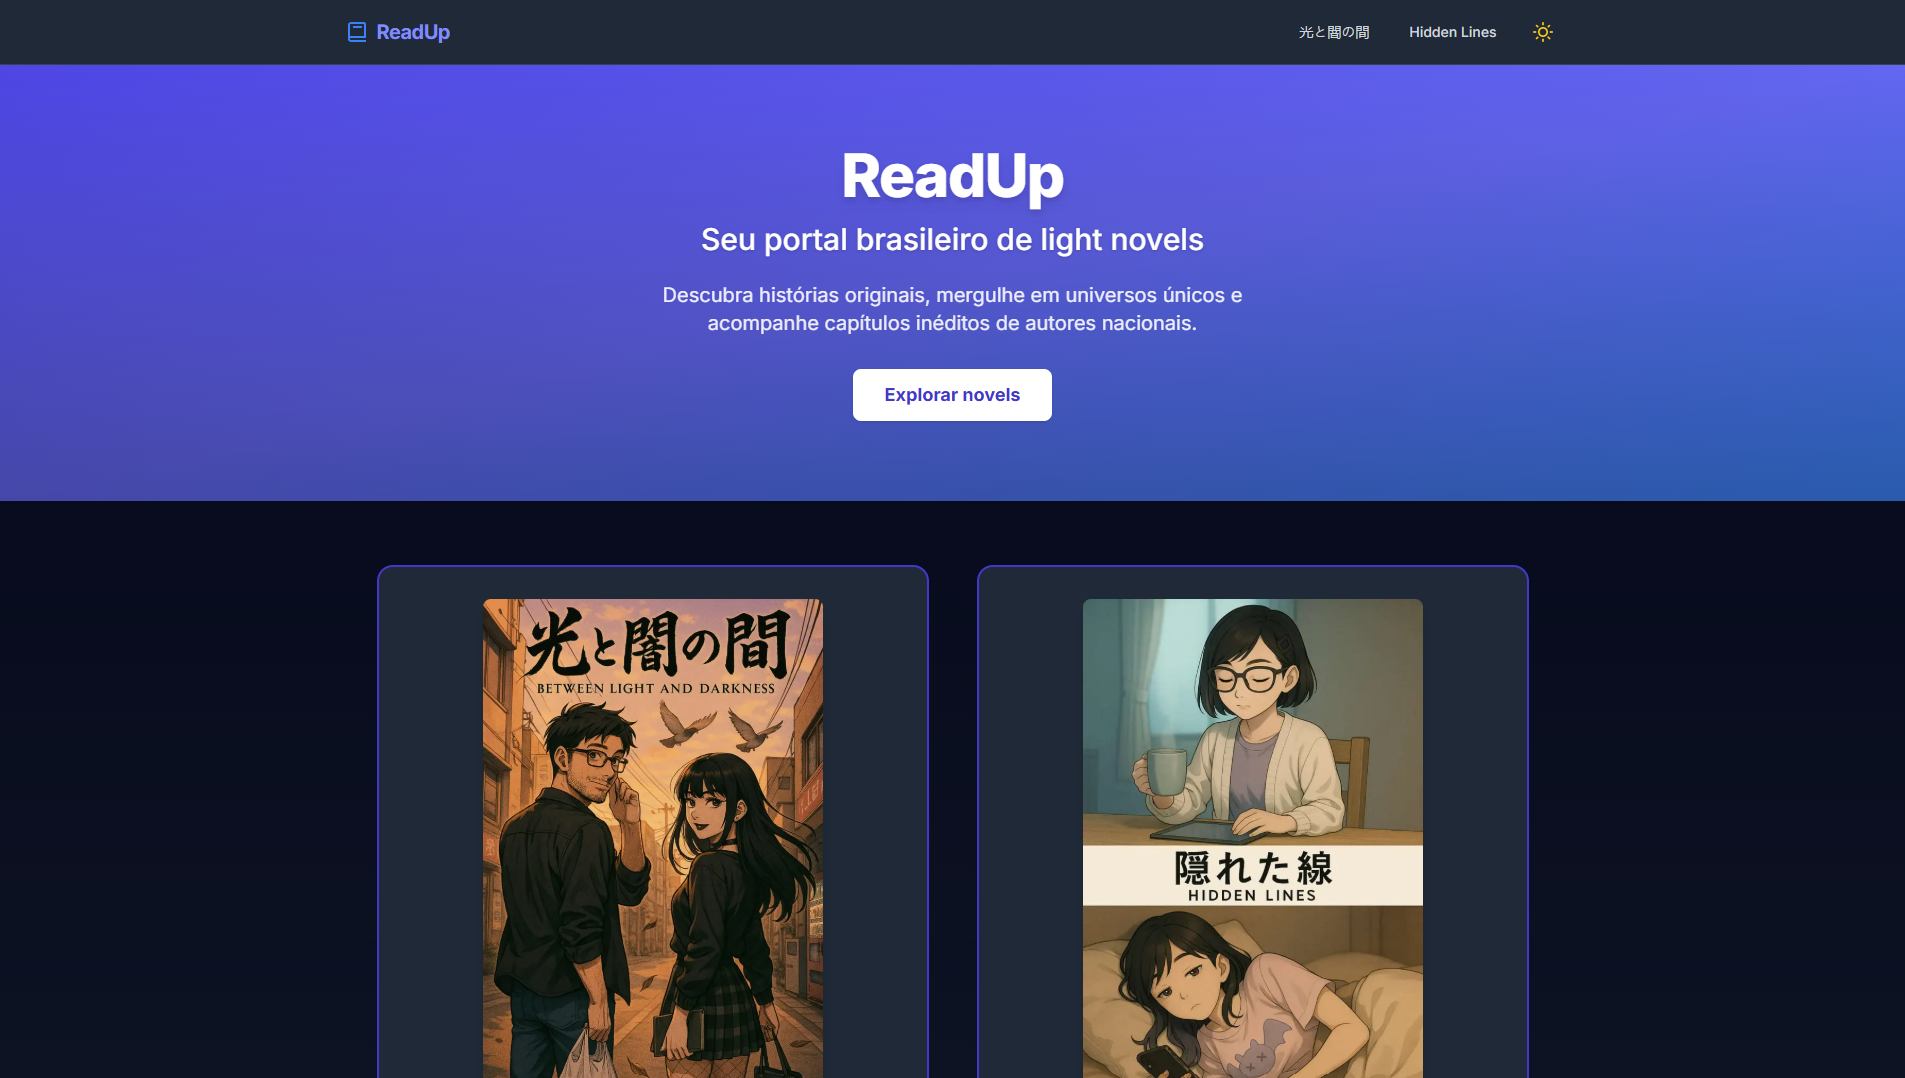 ReadUp
光と闇の間
Hidden Lines
ReadUp
Seu portal brasileiro de light novels
Descubra histórias originais, mergulhe em universos únicos e
acompanhe capítulos inéditos de autores nacionais.
Explorar novels
光と闇の間
BETWEEN LIGHT AND DARKNESS
隠れた線
HIDDEN LINES